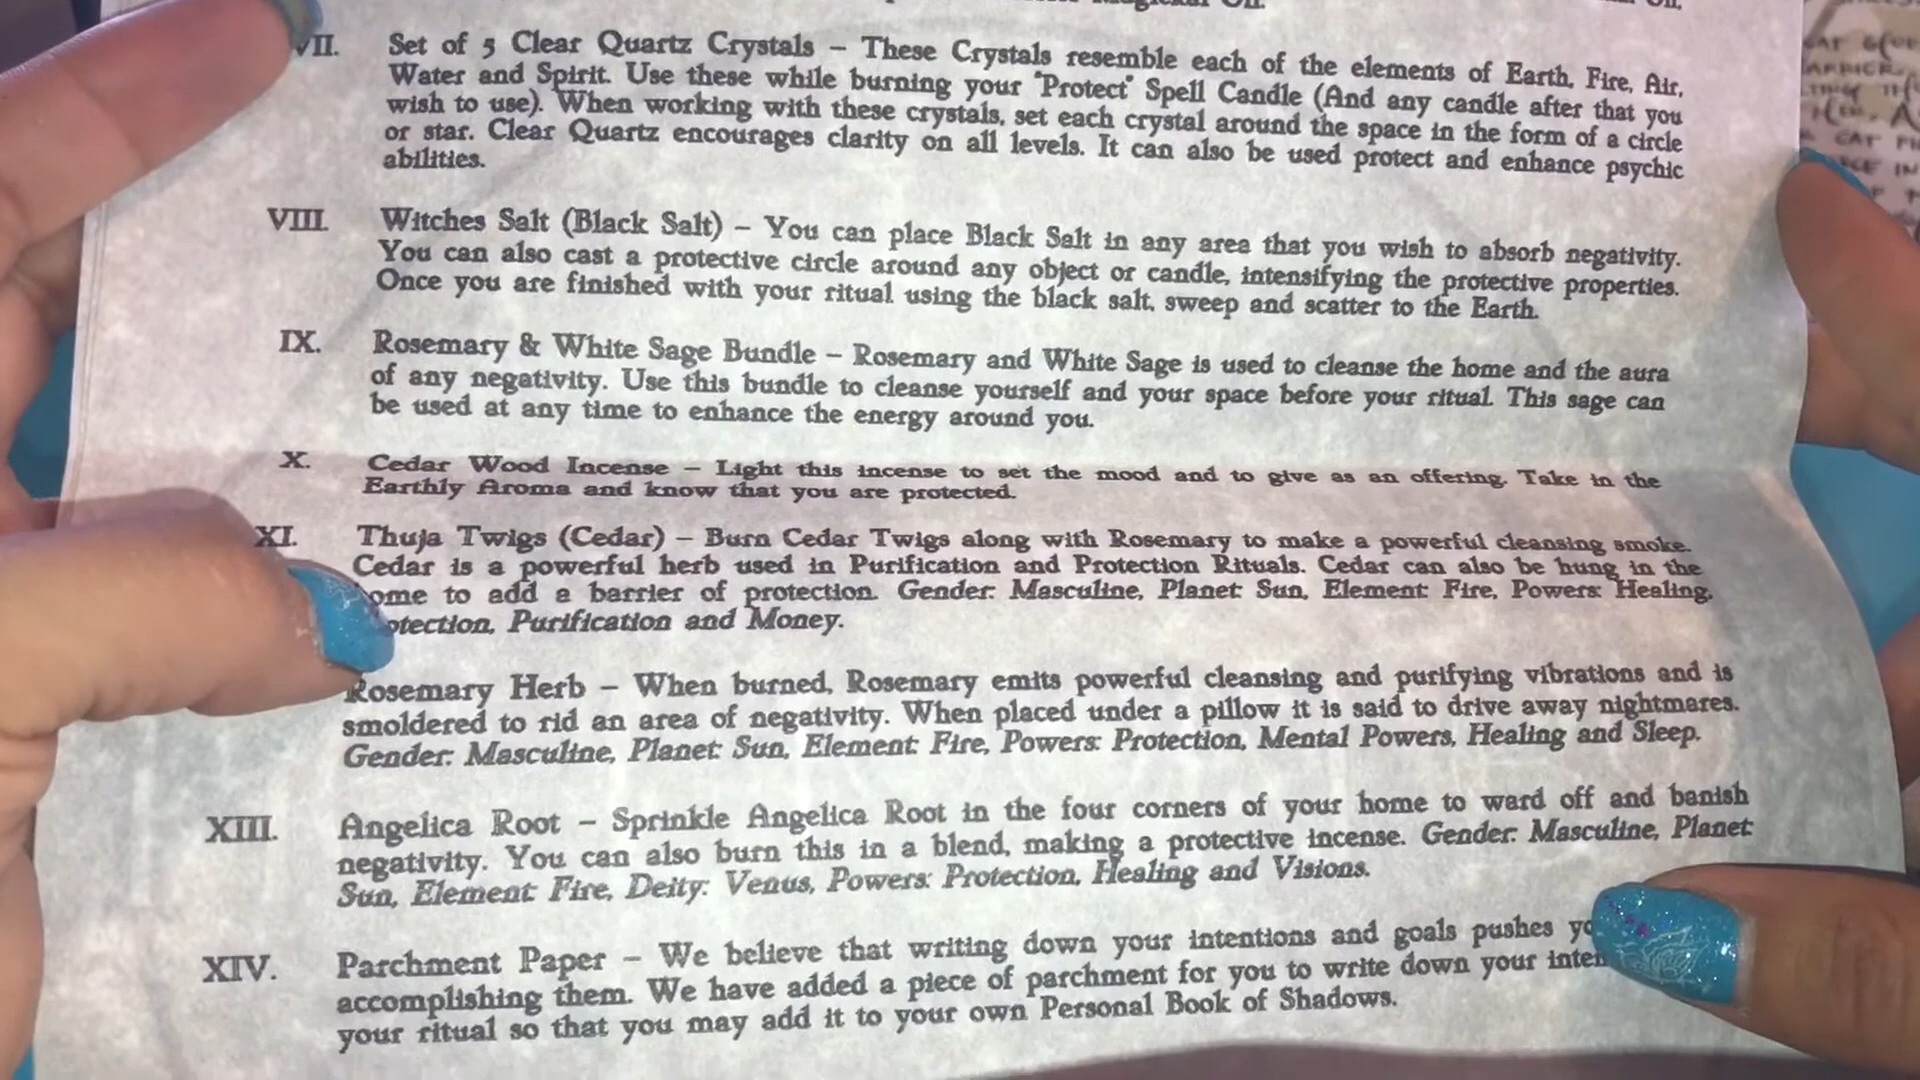 VII. Set of 5 Clear Quartz Crystals – These Crystals resemble each of the elements of Earth, Fire, Air,
Water and Spirit. Use these while burning your "Protect" Spell Candle (And any candle after that you
wish to use). When working with these crystals, set each crystal around the space in the form of a circle
or star. Clear Quartz encourages clarity on all levels. It can also be used protect and enhance psychic
abilities.
VIII. Witches Salt (Black Salt) – You can place Black Salt in any area that you wish to absorb negativity.
You can also cast a protective circle around any object or candle, intensifying the protective properties.
Once you are finished with your ritual using the black salt, sweep and scatter to the Earth.
IX. Rosemary & White Sage Bundle – Rosemary and White Sage is used to cleanse the home and the aura
of any negativity. Use this bundle to cleanse yourself and your space before your ritual. This sage can
be used at any time to enhance the energy around you.
X. Cedar Wood Incense – Light this incense to set the mood and to give as an offering. Take in the
Earthly Aroma and know that you are protected.
XI. Thuja Twigs (Cedar) – Burn Cedar Twigs along with Rosemary to make a powerful cleansing smoke.
Cedar is a powerful herb used in Purification and Protection Rituals. Cedar can also be hung in the
ome to add a barrier of protection. Gender: Masculine, Planet: Sun, Element: Fire, Powers: Healing,
otection, Purification and Money.
Rosemary Herb – When burned, Rosemary emits powerful cleansing and purifying vibrations and is
smoldered to rid an area of negativity. When placed under a pillow it is said to drive away nightmares.
Gender: Masculine, Planet: Sun, Element: Fire, Powers: Protection, Mental Powers, Healing and Sleep.
XIII. Angelica Root – Sprinkle Angelica Root in the four corners of your home to ward off and banish
negativity. You can also burn this in a blend, making a protective incense. Gender: Masculine, Planet:
Sun, Element: Fire, Deity: Venus, Powers: Protection, Healing and Visions.
XIV. Parchment Paper – We believe that writing down your intentions and goals pushes yo
accomplishing them. We have added a piece of parchment for you to write down your inten
your ritual so that you may add it to your own Personal Book of Shadows.